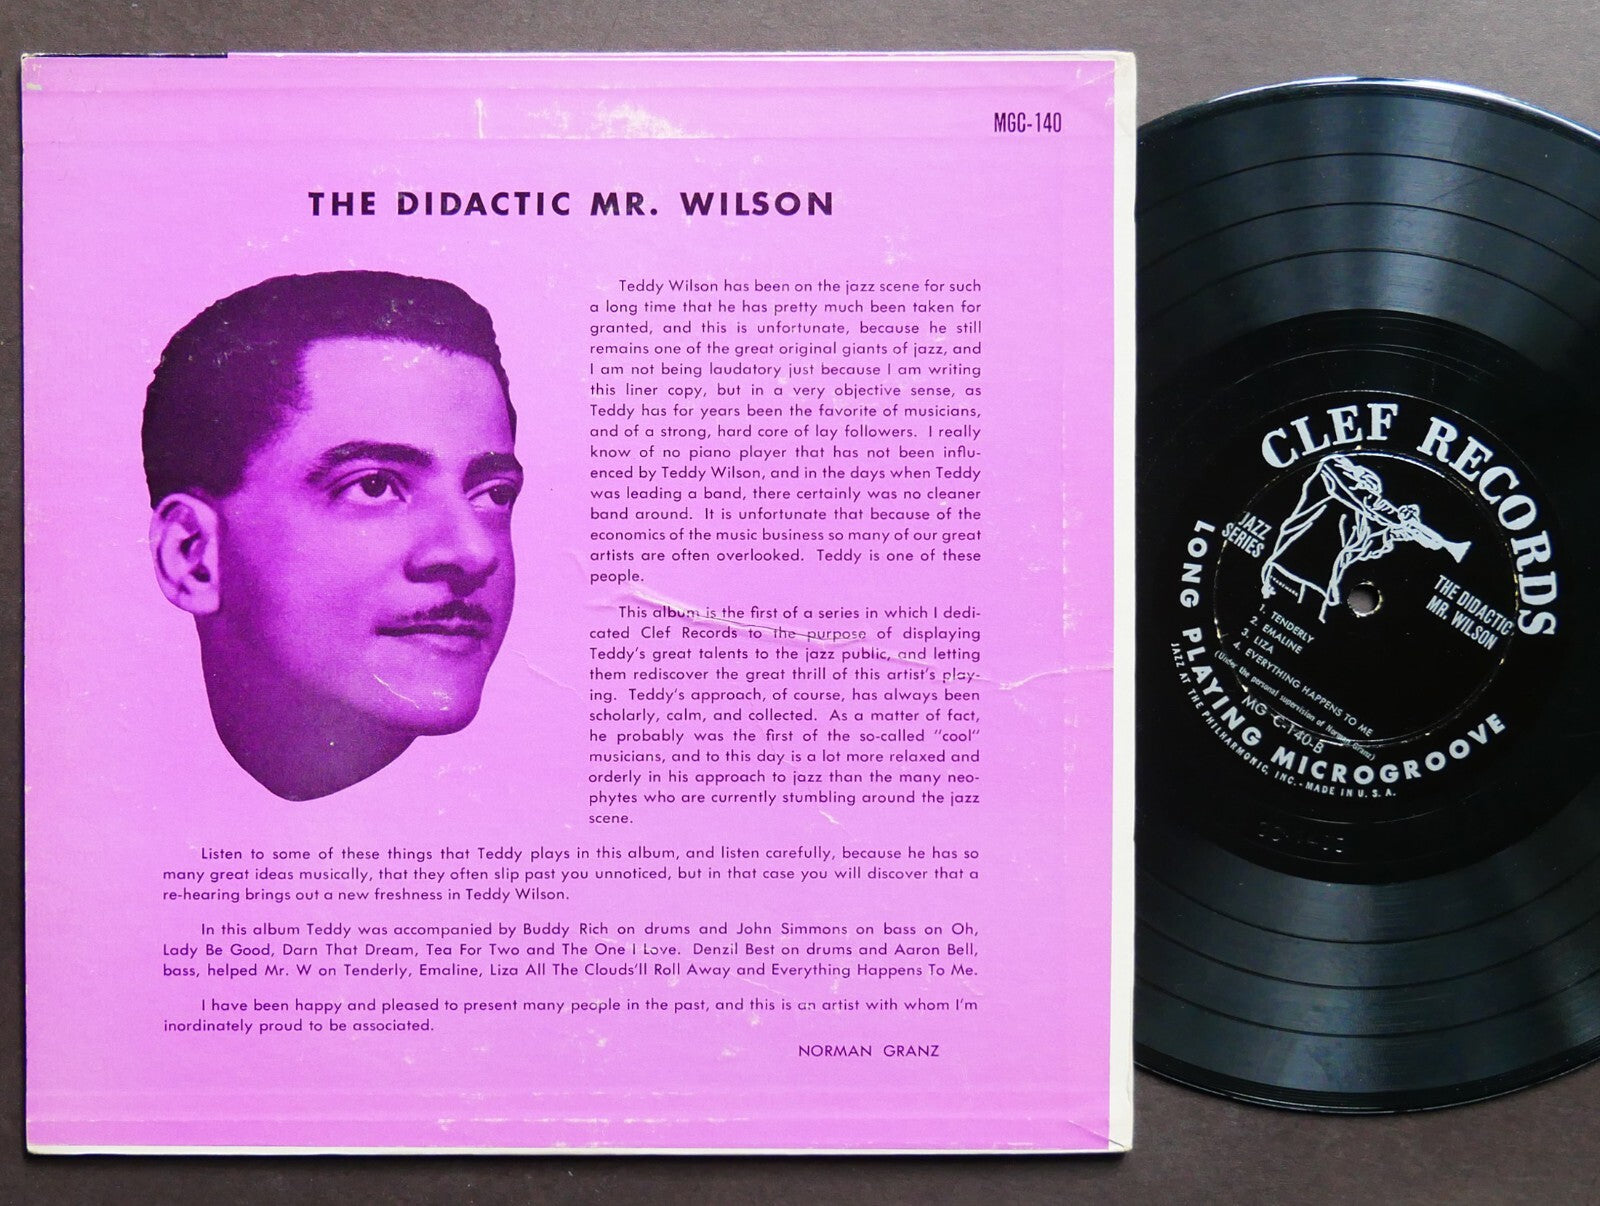 MGC-140
THE DIDACTIC MR. WILSON
Teddy Wilson has been on the jazz scene for such
a long time that he has pretty much been taken for
granted, and this is unfortunate, because he still
remains one of the great original giants of jazz, and
I am not being laudatory just because I am writing
this liner copy, but in a very objective sense, as
Teddy has for years been the favorite of musicians,
and of a strong, hard core of lay followers. I really
know of no piano player that has not been influ-
enced by Teddy Wilson, and in the days when Teddy
was leading a band, there certainly was no cleaner
band around. It is unfortunate that because of the
economics of the music business so many of our great
artists are often overlooked. Teddy is one of these
people.
This album is the first of a series in which I dedi-
cated Clef Records to the purpose of displaying
Teddy's great talents to the jazz public, and letting
them rediscover the great thrill of this artist's play-
ing. Teddy's approach, of course, has always been
scholarly, calm, and collected. As a matter of fact,
he probably was the first of the so-called "cool"
musicians, and to this day is a lot more relaxed and
orderly in his approach to jazz than the many neo-
phytes who are currently stumbling around the jazz
scene.
Listen to some of these things that Teddy plays in this album, and listen carefully, because he has so
many great ideas musically, that they often slip past you unnoticed, but in that case you will discover that a
re-hearing brings out a new freshness in Teddy Wilson.
In this album Teddy was accompanied by Buddy Rich on drums and John Simmons on bass on Oh,
Lady Be Good, Darn That Dream, Tea For Two and The One I Love. Denzil Best on drums and Aaron Bell,
bass, helped Mr. W on Tenderly, Emaline, Liza All The Clouds'll Roll Away and Everything Happens To Me.
I have been happy and pleased to present many people in the past, and this is an artist with whom I'm
inordinately proud to be associated.
NORMAN GRANZ
CLEF RECORDS
JAZZ
SERIES
THE DIDACTIC
MR. WILSON
1. TENDERLY
2. EMALINE
3. LIZA
4. EVERYTHING HAPPENS TO ME
(Under the personal supervision of Norman Granz)
MG C-140-B
LONG PLAYING MICROGROOVE
JAZZ AT THE PHILHARMONIC, INC. - MADE IN U. S. A.